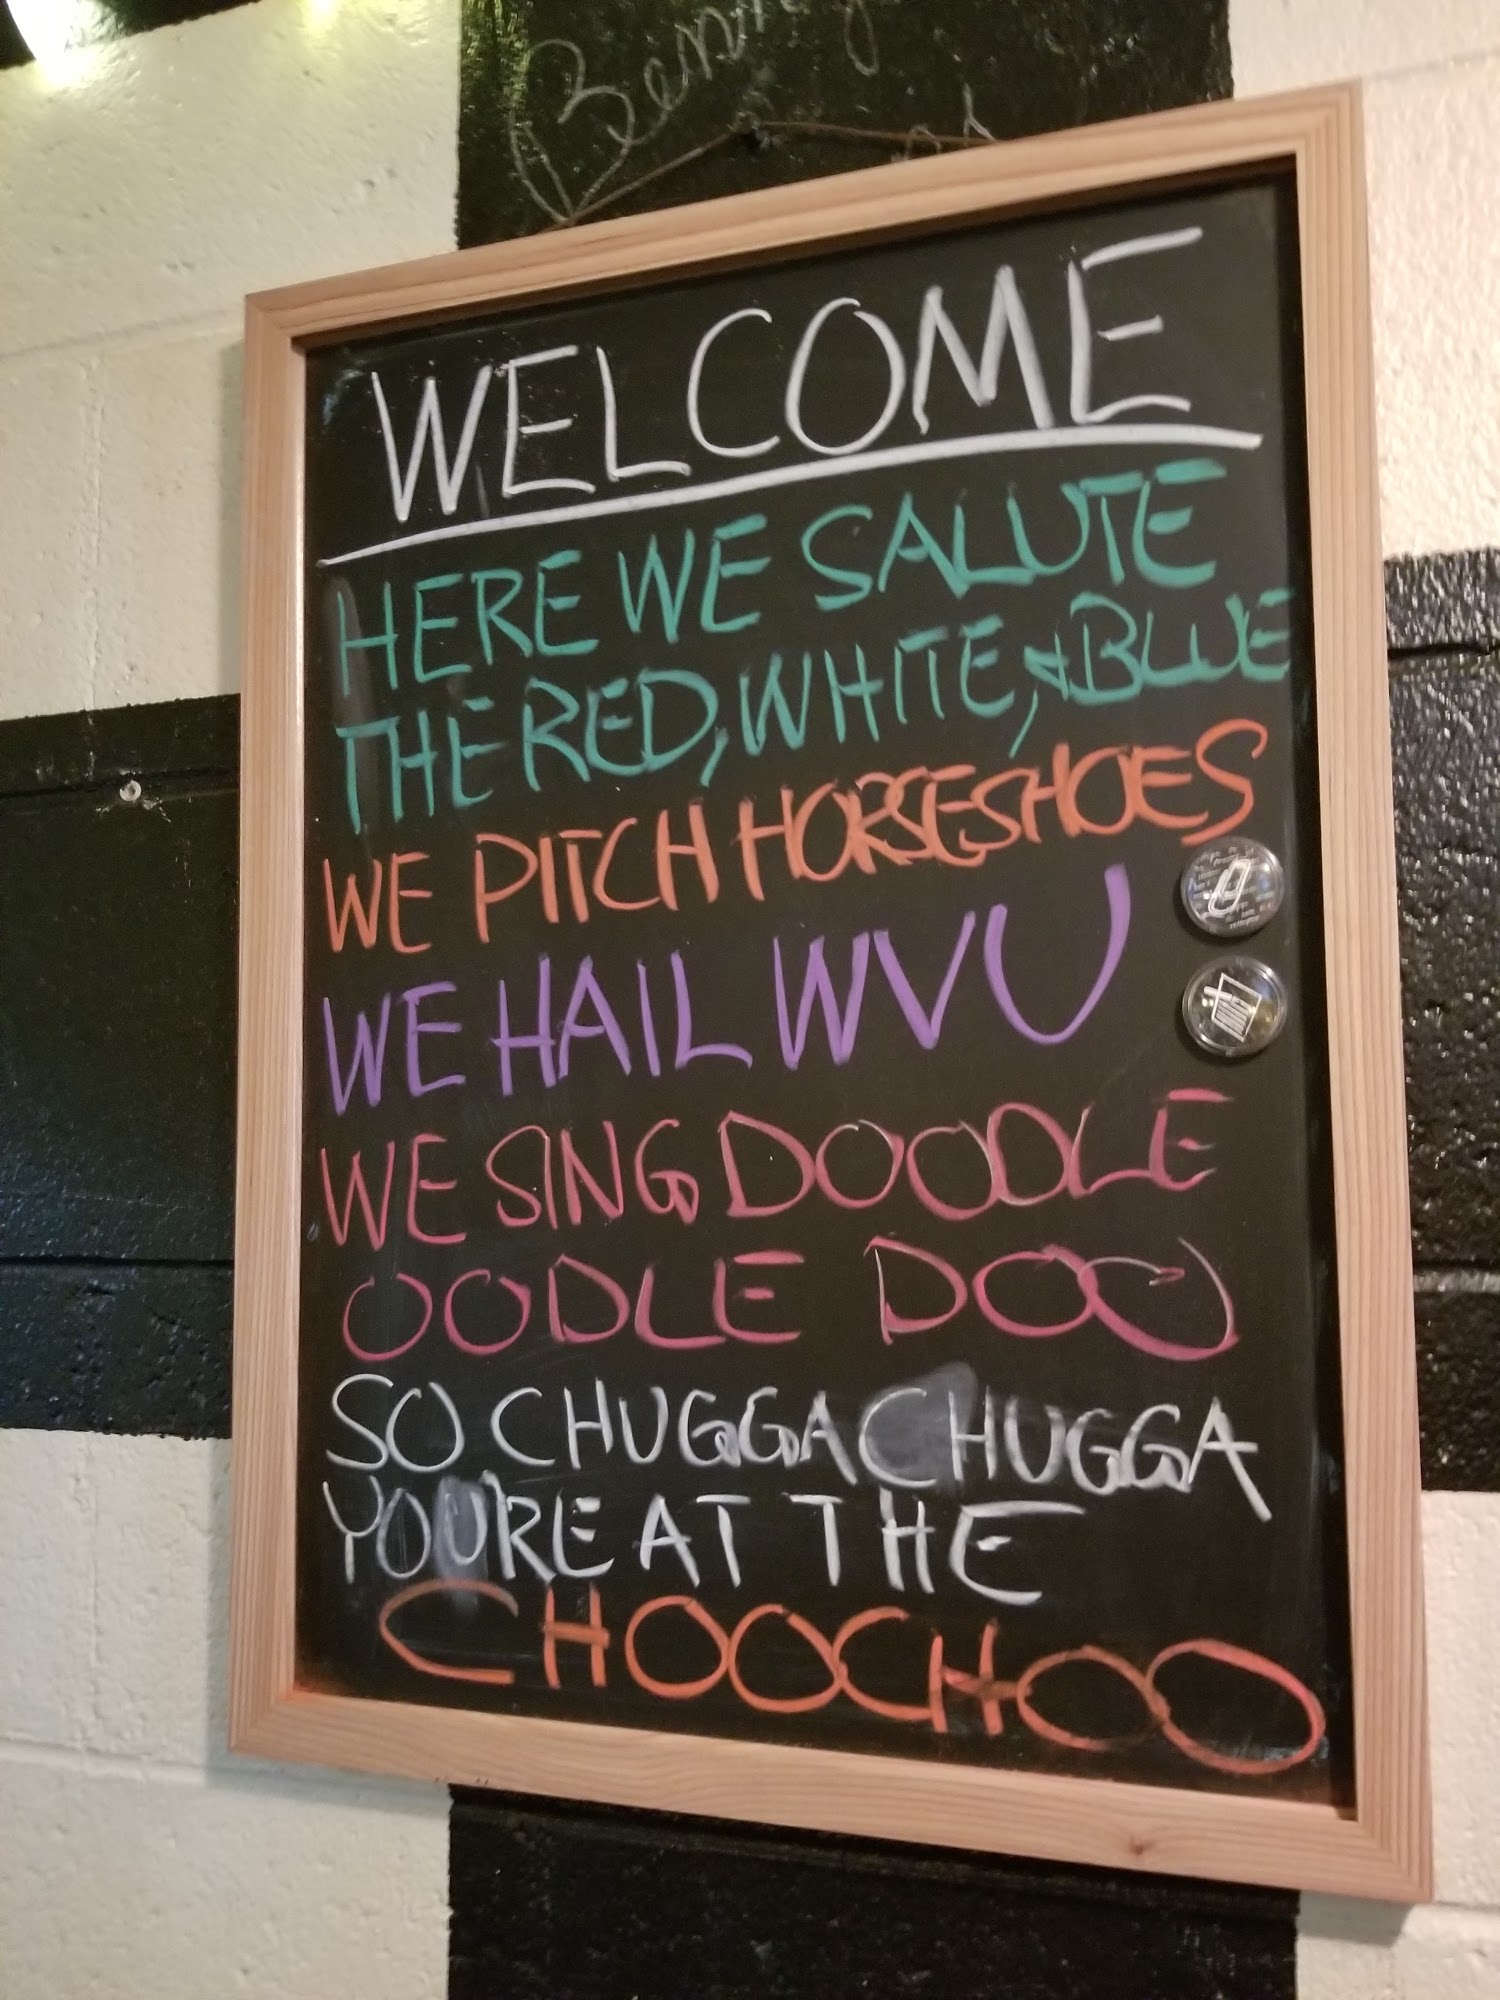 WELCOME
HERE WE SALUTE
THE RED, WHITE, & BLUE
WE PITCH HORSESHOES
WE HAIL WVU
WE SING DOODLE
OODLE DOO
SO CHUGGA CHUGGA
YOU'RE AT THE
CHOOCHOO